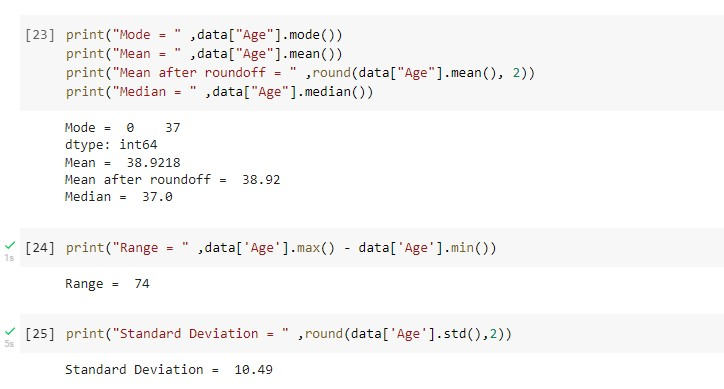 [23] print("Mode = " ,data["Age"].mode())
print("Mean = " ,data["Age"].mean())
print("Mean after roundoff = " ,round(data["Age"].mean(), 2))
print("Median = " ,data["Age"].median())
Mode =  0    37
dtype: int64
Mean =  38.9218
Mean after roundoff =  38.92
Median =  37.0
[24] print("Range = " ,data['Age'].max() - data['Age'].min())
1s
Range =  74
[25] print("Standard Deviation = " ,round(data['Age'].std(),2))
5s
Standard Deviation =  10.49